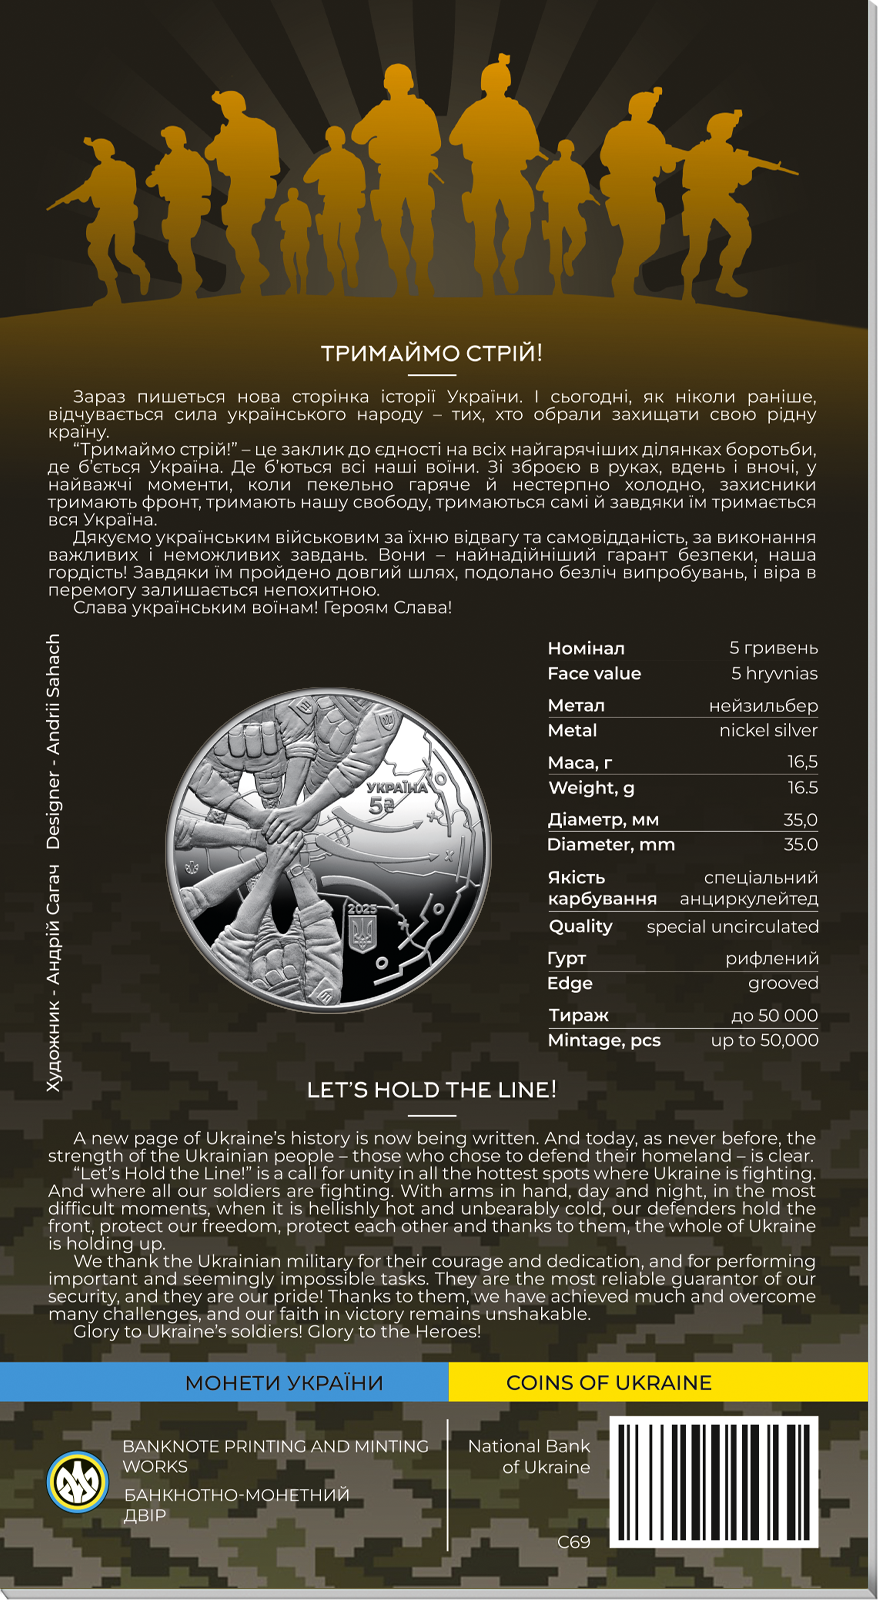 ТРИМАЙМО СТРІЙ!
Зараз пишеться нова сторінка історії України. І сьогодні, як ніколи раніше,
відчувається сила українського народу – тих, хто обрали захищати свою рідну
країну.
“Тримаймо стрій!” – це заклик до єдності на всіх найгарячіших ділянках боротьби,
де б’ється Україна. Де б’ються всі наші воїни. Зі зброєю в руках, вдень і вночі, у
найважчі моменти, коли пекельно гаряче й нестерпно холодно, захисники
тримають фронт, тримають нашу свободу, тримаються самі й завдяки їм тримається
вся Україна.
Дякуємо українським військовим за їхню відвагу та самовідданість, за виконання
важливих і неможливих завдань. Вони – найнадійніший гарант безпеки, наша
гордість! Завдяки їм пройдено довгий шлях, подолано безліч випробувань, і віра в
перемогу залишається непохитною.
Слава українським воїнам! Героям Слава!
Художник - Андрій Сагач Designer - Andrii Sahach
УКРАЇНА
5₴
2025
Номінал 5 гривень
Face value 5 hryvnias
Метал нейзильбер
Metal nickel silver
Маса, г 16,5
Weight, g 16.5
Діаметр, мм 35,0
Diameter, mm 35.0
Якість спеціальний
карбування анциркулейтед
Quality special uncirculated
Гурт рифлений
Edge grooved
Тираж до 50 000
Mintage, pcs up to 50,000
LET’S HOLD THE LINE!
A new page of Ukraine’s history is now being written. And today, as never before, the
strength of the Ukrainian people – those who chose to defend their homeland – is clear.
“Let’s Hold the Line!” is a call for unity in all the hottest spots where Ukraine is fighting.
And where all our soldiers are fighting. With arms in hand, day and night, in the most
difficult moments, when it is hellishly hot and unbearably cold, our defenders hold the
front, protect our freedom, protect each other and thanks to them, the whole of Ukraine
is holding up.
We thank the Ukrainian military for their courage and dedication, and for performing
important and seemingly impossible tasks. They are the most reliable guarantor of our
security, and they are our pride! Thanks to them, we have achieved much and overcome
many challenges, and our faith in victory remains unshakable.
Glory to Ukraine’s soldiers! Glory to the Heroes!
МОНЕТИ УКРАЇНИ COINS OF UKRAINE
BANKNOTE PRINTING AND MINTING
WORKS
БАНКНОТНО-МОНЕТНИЙ
ДВІР
National Bank
of Ukraine
C69